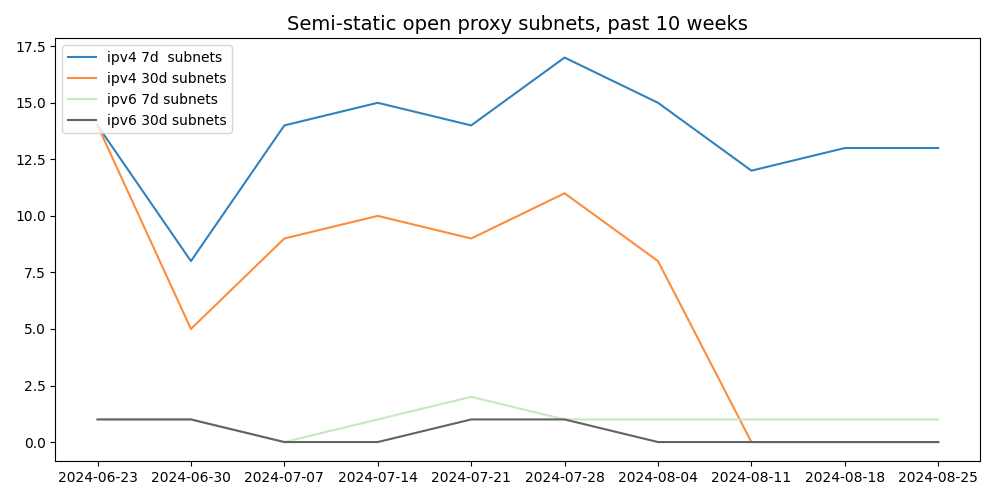 Semi-static open proxy subnets, past 10 weeks
17.5
15.0
12.5
10.0
7.5
5.0
2.5
0.0
ipv4 7d  subnets
ipv4 30d subnets
ipv6 7d subnets
ipv6 30d subnets
2024-06-23 2024-06-30 2024-07-07 2024-07-14 2024-07-21 2024-07-28 2024-08-04 2024-08-11 2024-08-18 2024-08-25